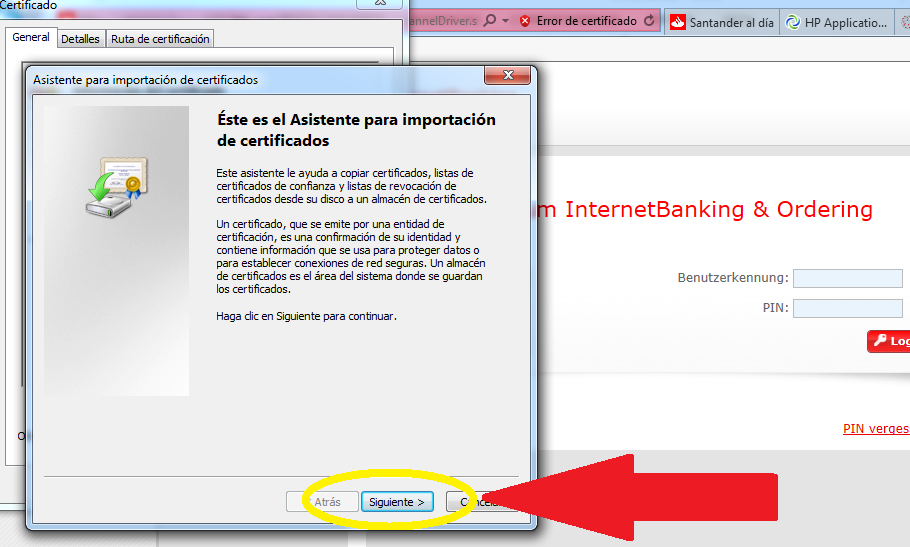 Certificado
General
Detalles
Ruta de certificación
Error de certificado
Santander al día
HP Application...
Asistente para importación de certificados
Éste es el Asistente para importación
de certificados
Este asistente le ayuda a copiar certificados, listas de
certificados de confianza y listas de revocación de
certificados desde su disco a un almacén de certificados.
Un certificado, que se emite por una entidad de
certificación, es una confirmación de su identidad y
contiene información que se usa para proteger datos o
para establecer conexiones de red seguras. Un almacén
de certificados es el área del sistema donde se guardan
los certificados.
Haga clic en Siguiente para continuar.
< Atrás
Siguiente >
Cancelar
m InternetBanking & Ordering
Benutzerkennung:
PIN:
Log
PIN verges